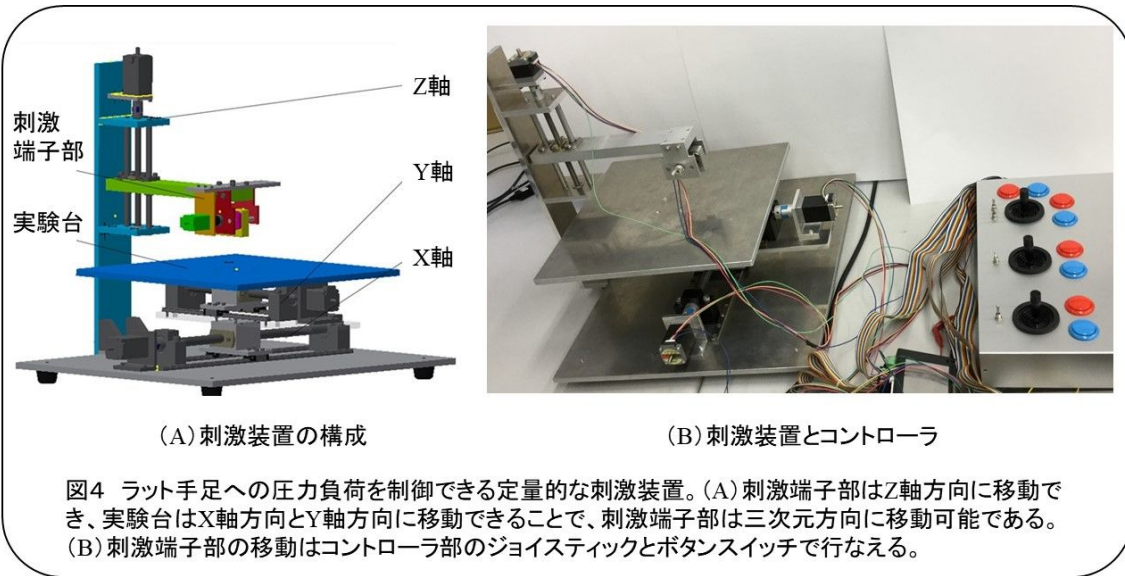 Z軸
刺激
端子部
Y軸
実験台
X軸
(A)刺激装置の構成
(B)刺激装置とコントローラ
図4 ラット手足への圧力負荷を制御できる定量的な刺激装置。(A)刺激端子部はZ軸方向に移動で
き、実験台はX軸方向とY軸方向に移動できることで、刺激端子部は三次元方向に移動可能である。
(B)刺激端子部の移動はコントローラ部のジョイスティックとボタンスイッチで行なえる。